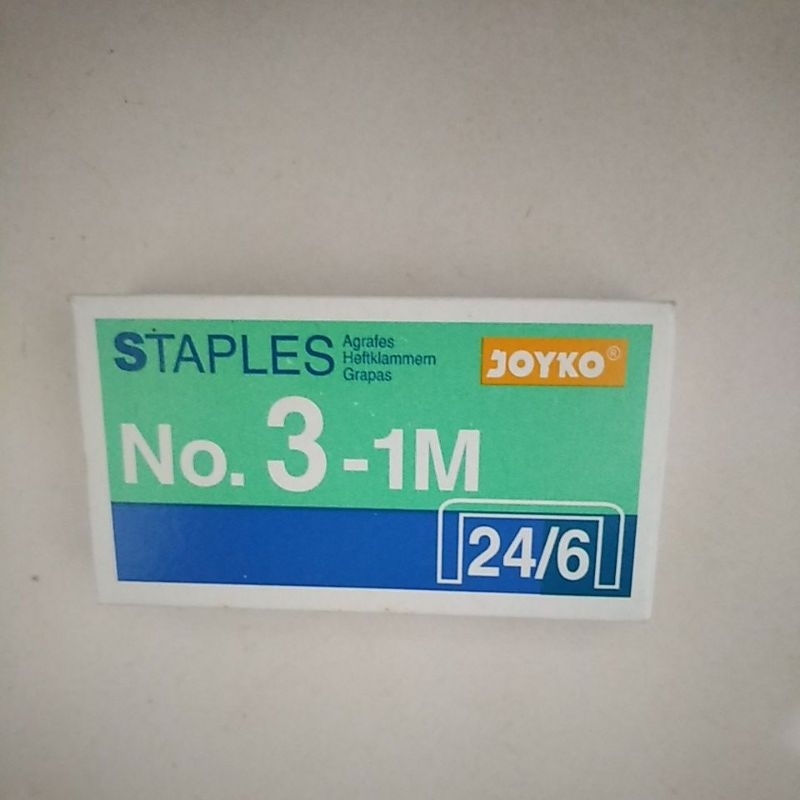 STAPLES
Agrafes
Heftklammern
Grapas
JOYKO®
No. 3-1M
24/6